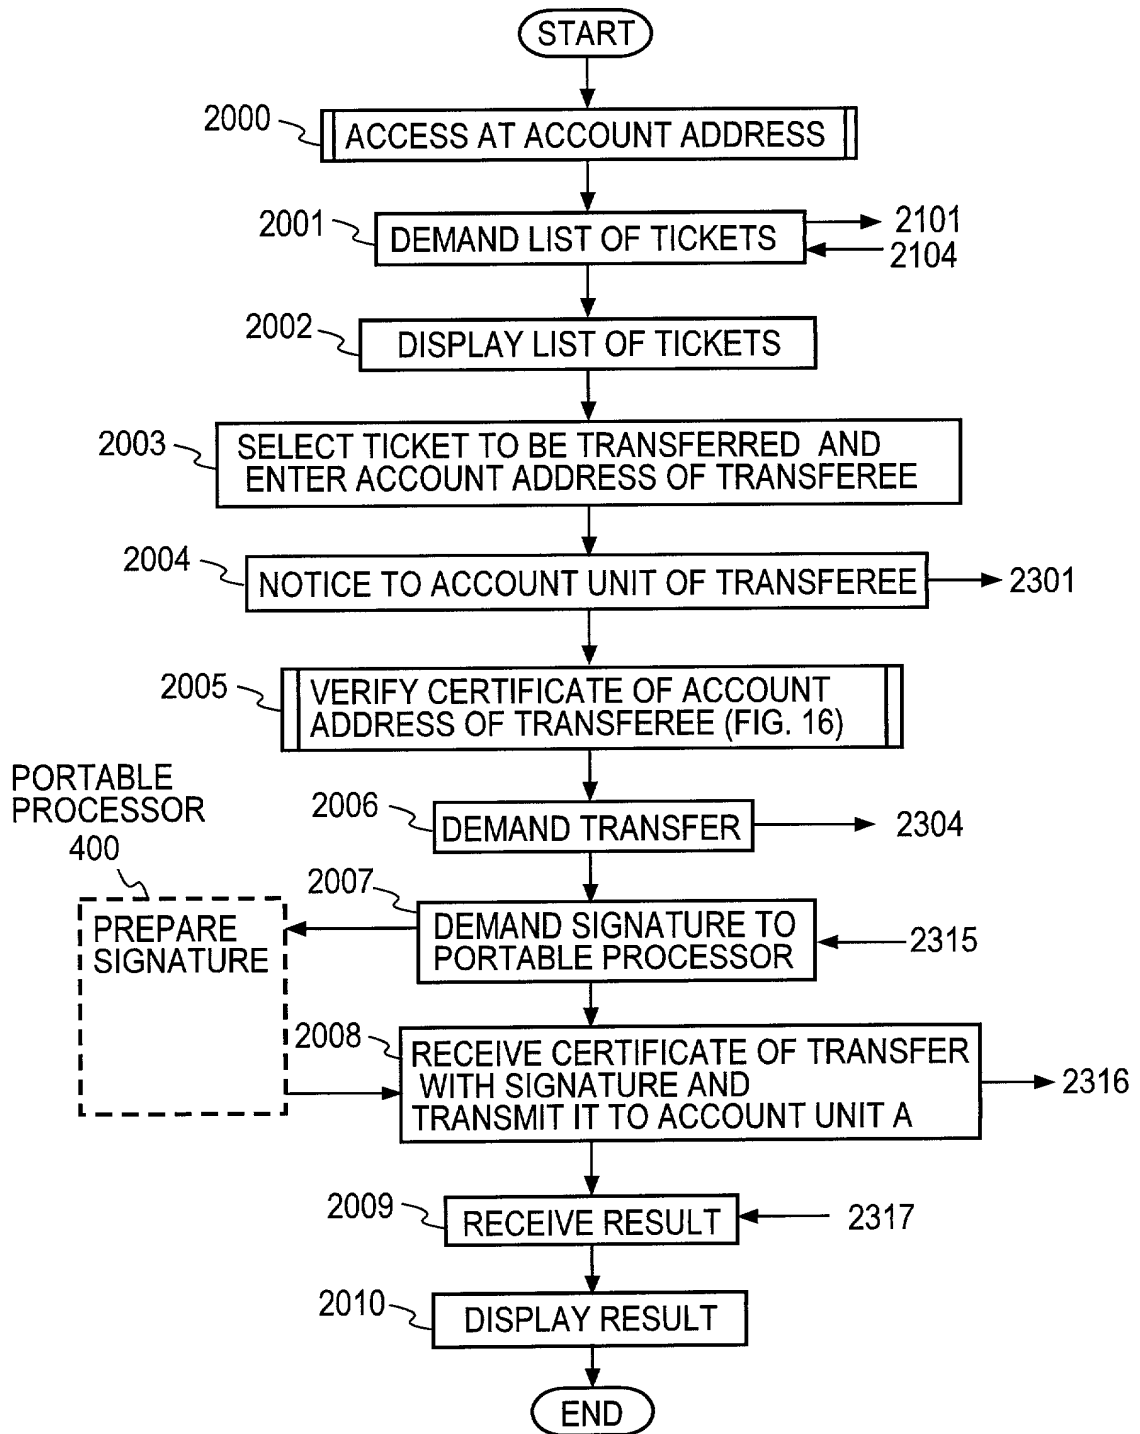 START
2000
ACCESS AT ACCOUNT ADDRESS
2001
DEMAND LIST OF TICKETS
2101
2104
2002
DISPLAY LIST OF TICKETS
2003
SELECT TICKET TO BE TRANSFERRED AND
ENTER ACCOUNT ADDRESS OF TRANSFEREE
2004
NOTICE TO ACCOUNT UNIT OF TRANSFEREE
2301
2005
VERIFY CERTIFICATE OF ACCOUNT
ADDRESS OF TRANSFEREE (FIG. 16)
PORTABLE
PROCESSOR
400
2006
DEMAND TRANSFER
2304
2007
PREPARE
SIGNATURE
DEMAND SIGNATURE TO
PORTABLE PROCESSOR
2315
2008
RECEIVE CERTIFICATE OF TRANSFER
WITH SIGNATURE AND
TRANSMIT IT TO ACCOUNT UNIT A
2316
2009
RECEIVE RESULT
2317
2010
DISPLAY RESULT
END